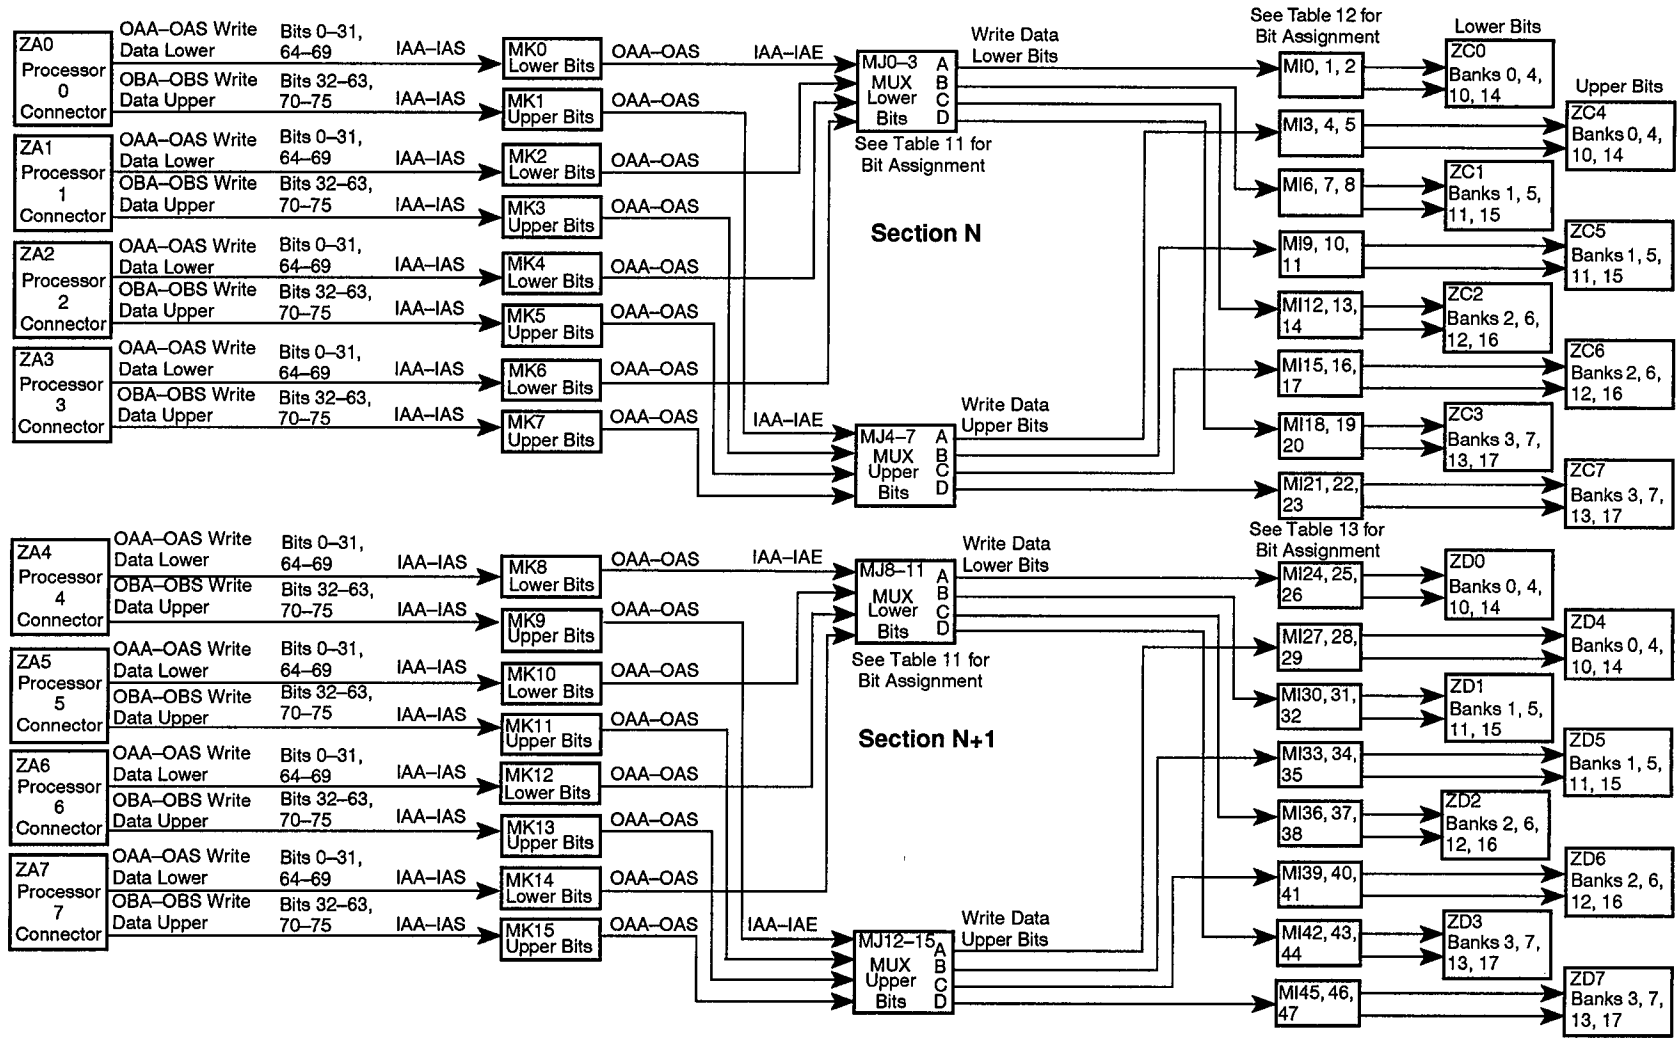 ZA0
Processor
0
Connector
OAA–OAS Write
Data Lower
Bits 0–31,
64–69
IAA–IAS
OBA–OBS Write
Data Upper
Bits 32–63,
70–75
IAA–IAS
ZA1
Processor
1
Connector
OAA–OAS Write
Data Lower
Bits 0–31,
64–69
IAA–IAS
OBA–OBS Write
Data Upper
Bits 32–63,
70–75
IAA–IAS
ZA2
Processor
2
Connector
OAA–OAS Write
Data Lower
Bits 0–31,
64–69
IAA–IAS
OBA–OBS Write
Data Upper
Bits 32–63,
70–75
IAA–IAS
ZA3
Processor
3
Connector
OAA–OAS Write
Data Lower
Bits 0–31,
64–69
IAA–IAS
OBA–OBS Write
Data Upper
Bits 32–63,
70–75
IAA–IAS
MK0
Lower Bits
OAA–OAS
MK1
Upper Bits
OAA–OAS
MK2
Lower Bits
OAA–OAS
MK3
Upper Bits
OAA–OAS
MK4
Lower Bits
OAA–OAS
MK5
Upper Bits
OAA–OAS
MK6
Lower Bits
OAA–OAS
MK7
Upper Bits
OAA–OAS
IAA–IAE
MJ0–3 A
MUX B
Lower C
Bits D
See Table 11 for
Bit Assignment
Write Data
Lower Bits
Section N
IAA–IAE
MJ4–7 A
MUX B
Upper C
Bits D
Write Data
Upper Bits
See Table 12 for
Bit Assignment
MI0, 1, 2
MI3, 4, 5
MI6, 7, 8
MI9, 10,
11
MI12, 13,
14
MI15, 16,
17
MI18, 19
20
MI21, 22,
23
Lower Bits
ZC0
Banks 0, 4,
10, 14
ZC1
Banks 1, 5,
11, 15
ZC2
Banks 2, 6,
12, 16
ZC3
Banks 3, 7,
13, 17
Upper Bits
ZC4
Banks 0, 4,
10, 14
ZC5
Banks 1, 5,
11, 15
ZC6
Banks 2, 6,
12, 16
ZC7
Banks 3, 7,
13, 17
ZA4
Processor
4
Connector
OAA–OAS Write
Data Lower
Bits 0–31,
64–69
IAA–IAS
OBA–OBS Write
Data Upper
Bits 32–63,
70–75
IAA–IAS
ZA5
Processor
5
Connector
OAA–OAS Write
Data Lower
Bits 0–31,
64–69
IAA–IAS
OBA–OBS Write
Data Upper
Bits 32–63,
70–75
IAA–IAS
ZA6
Processor
6
Connector
OAA–OAS Write
Data Lower
Bits 0–31,
64–69
IAA–IAS
OBA–OBS Write
Data Upper
Bits 32–63,
70–75
IAA–IAS
ZA7
Processor
7
Connector
OAA–OAS Write
Data Lower
Bits 0–31,
64–69
IAA–IAS
OBA–OBS Write
Data Upper
Bits 32–63,
70–75
IAA–IAS
MK8
Lower Bits
OAA–OAS
MK9
Upper Bits
OAA–OAS
MK10
Lower Bits
OAA–OAS
MK11
Upper Bits
OAA–OAS
MK12
Lower Bits
OAA–OAS
MK13
Upper Bits
OAA–OAS
MK14
Lower Bits
OAA–OAS
MK15
Upper Bits
OAA–OAS
IAA–IAE
MJ8–11 A
MUX B
Lower C
Bits D
See Table 11 for
Bit Assignment
Write Data
Lower Bits
Section N+1
IAA–IAE
MJ12–15 A
MUX B
Upper C
Bits D
Write Data
Upper Bits
See Table 13 for
Bit Assignment
MI24, 25,
26
MI27, 28,
29
MI30, 31,
32
MI33, 34,
35
MI36, 37,
38
MI39, 40,
41
MI42, 43,
44
MI45, 46,
47
ZD0
Banks 0, 4,
10, 14
ZD1
Banks 1, 5,
11, 15
ZD2
Banks 2, 6,
12, 16
ZD3
Banks 3, 7,
13, 17
ZD4
Banks 0, 4,
10, 14
ZD5
Banks 1, 5,
11, 15
ZD6
Banks 2, 6,
12, 16
ZD7
Banks 3, 7,
13, 17